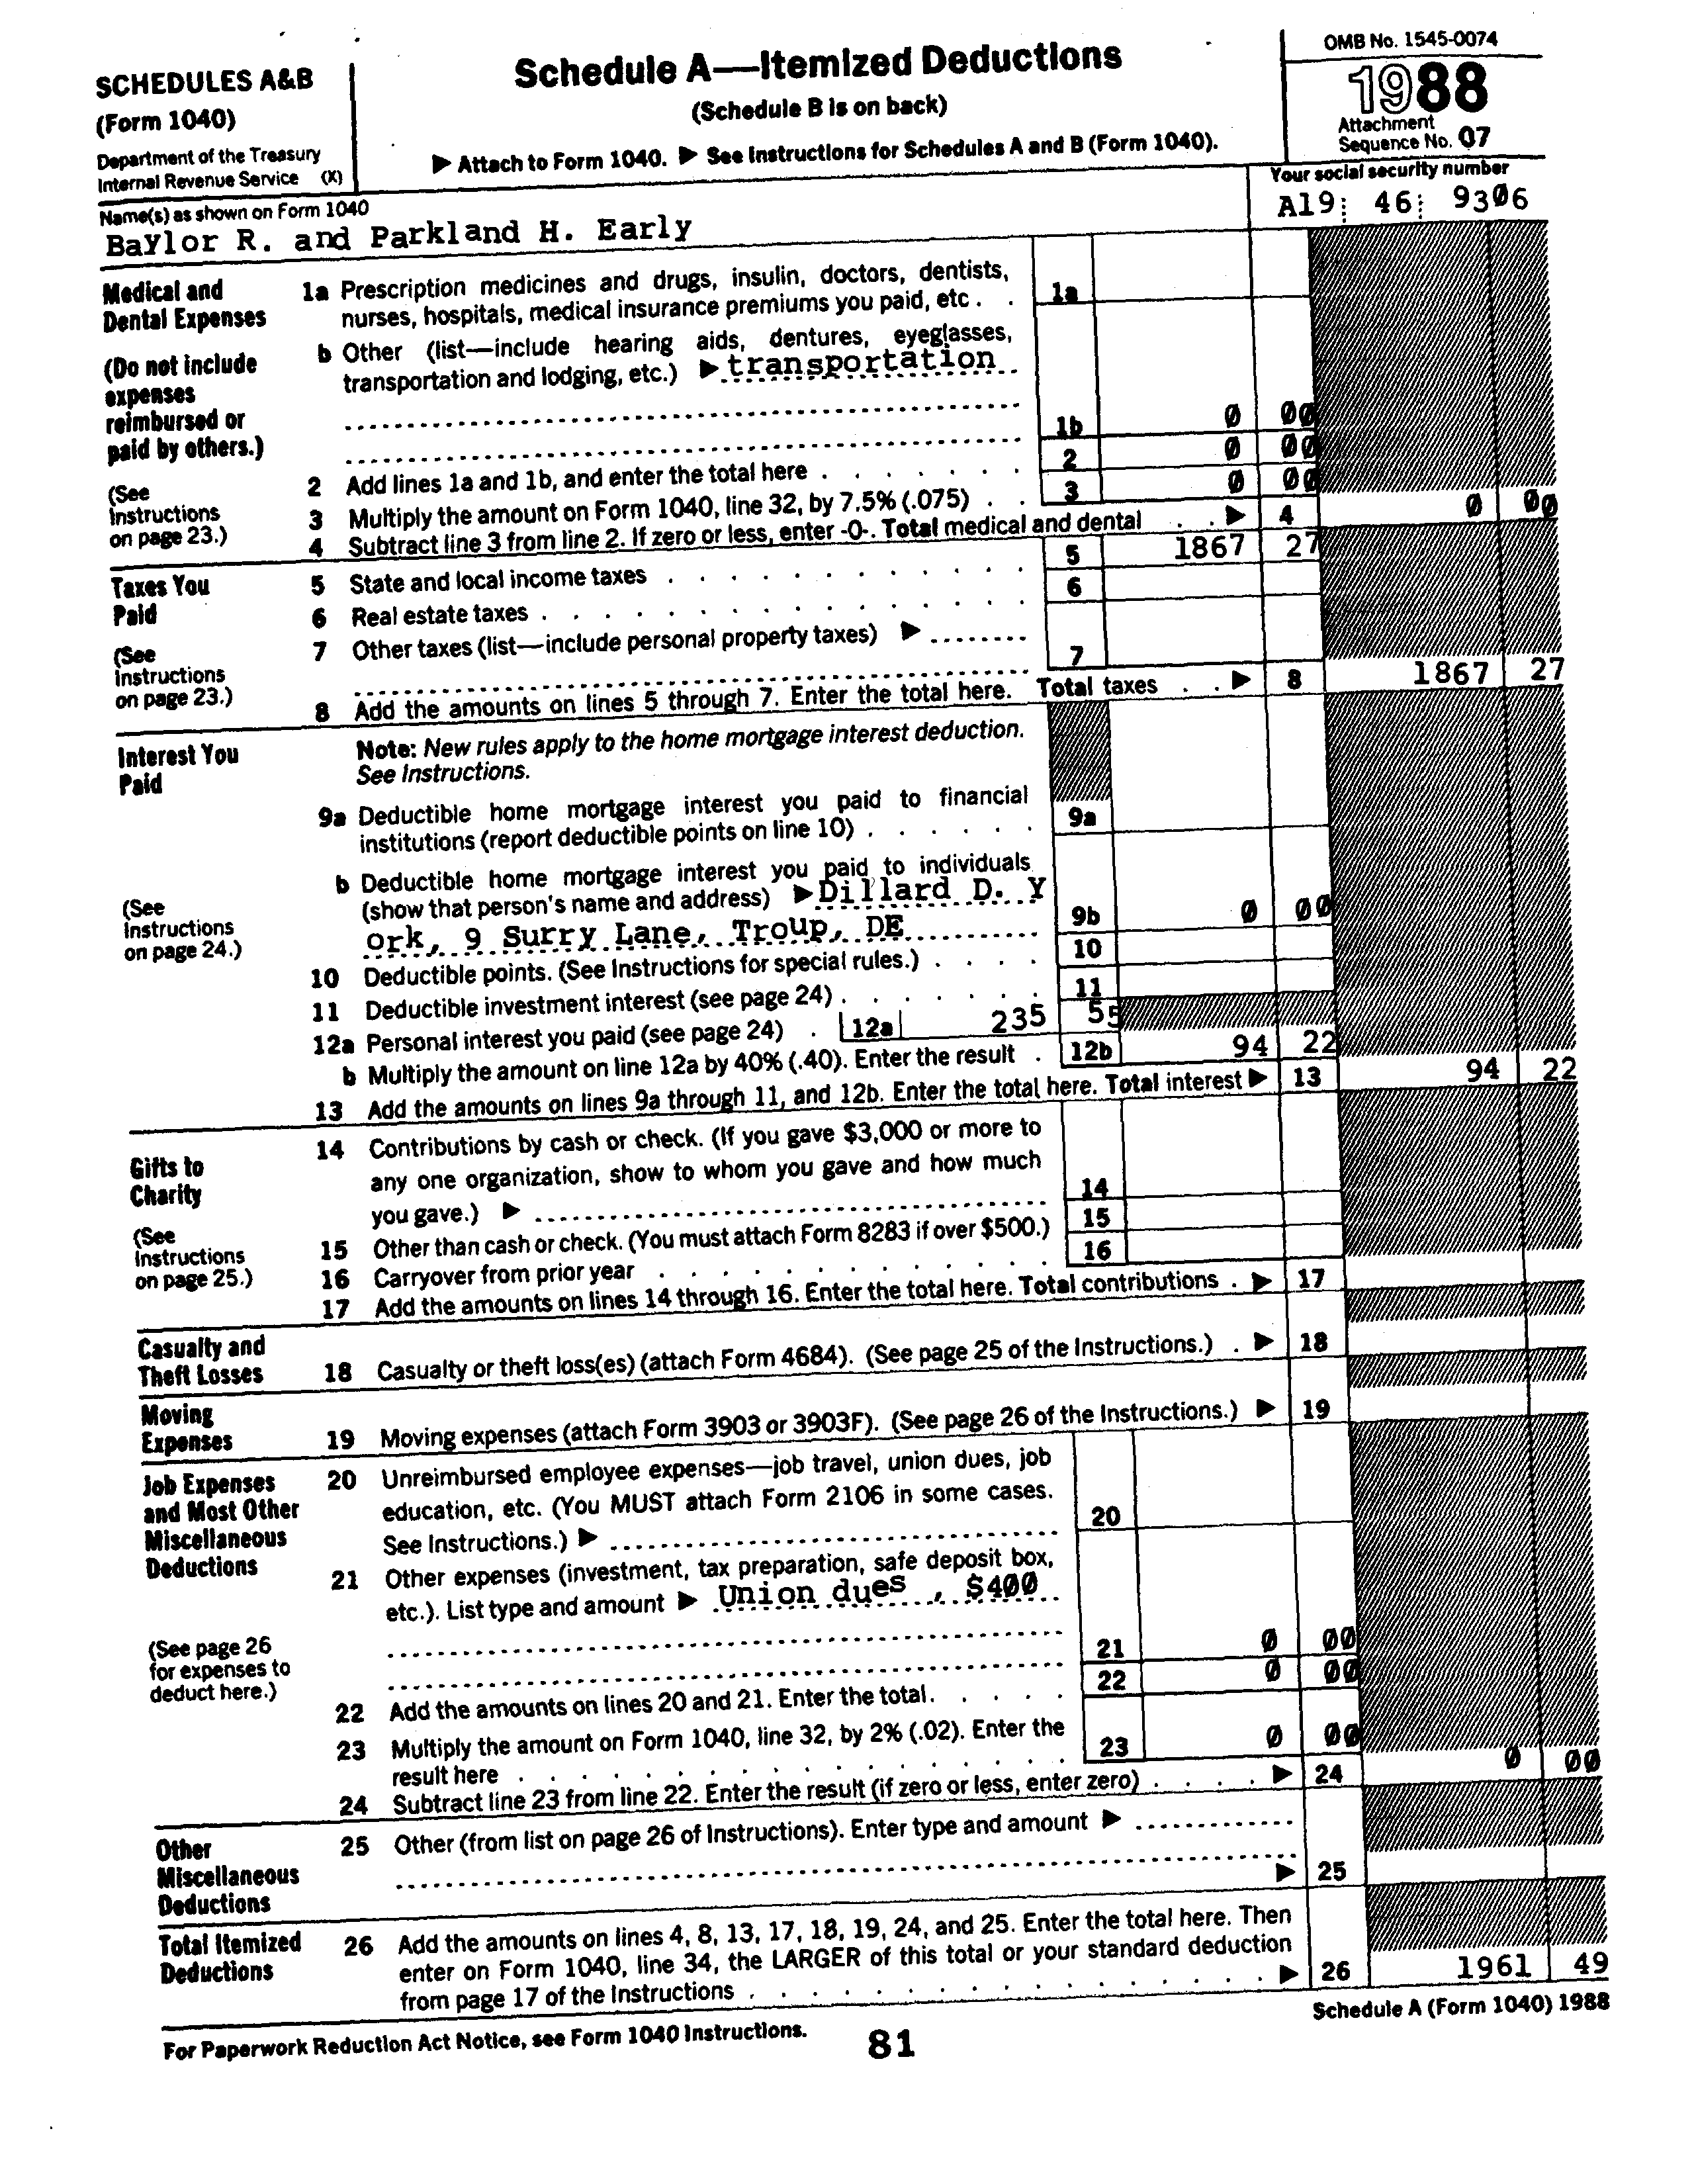 SCHEDULES A&B
(Form 1040)
Department of the Treasury
Internal Revenue Service (X)
Schedule A—Itemized Deductions
(Schedule B is on back)
▶ Attach to Form 1040. ▶ See Instructions for Schedules A and B (Form 1040).
OMB No. 1545-0074
1988
Attachment
Sequence No. 07
Name(s) as shown on Form 1040
Baylor R. and Parkland H. Early
Your social security number
A19 46 9306
Medical and
Dental Expenses
(Do not include
expenses
reimbursed or
paid by others.)
(See
Instructions
on page 23.)
1a Prescription medicines and drugs, insulin, doctors, dentists,
nurses, hospitals, medical insurance premiums you paid, etc . . 1a
b Other (list—include hearing aids, dentures, eyeglasses,
transportation and lodging, etc.) ▶ transportation
1b 0 00
2 Add lines 1a and 1b, and enter the total here . . . . . . . 2 0 00
3 Multiply the amount on Form 1040, line 32, by 7.5% (.075) . . 3 0 00
4 Subtract line 3 from line 2. If zero or less, enter -0-. Total medical and dental . . ▶ 4 0 00
Taxes You
Paid
(See
Instructions
on page 23.)
5 State and local income taxes . . . . . . . . . . . . 5 1867 27
6 Real estate taxes . . . . . . . . . . . . . . . 6
7 Other taxes (list—include personal property taxes) ▶
7
8 Add the amounts on lines 5 through 7. Enter the total here. Total taxes . . ▶ 8 1867 27
Interest You
Paid
(See
Instructions
on page 24.)
Note: New rules apply to the home mortgage interest deduction.
See Instructions.
9a Deductible home mortgage interest you paid to financial
institutions (report deductible points on line 10) . . . . . . 9a
b Deductible home mortgage interest you paid to individuals
(show that person's name and address) ▶ Dillard D. Y
ork, 9 Surry Lane, Troup, DE 9b 0 00
10 Deductible points. (See Instructions for special rules.) . . . . 10
11 Deductible investment interest (see page 24) . . . . . . . 11
12a Personal interest you paid (see page 24) . 12a 235 55
b Multiply the amount on line 12a by 40% (.40). Enter the result . 12b 94 22
13 Add the amounts on lines 9a through 11, and 12b. Enter the total here. Total interest ▶ 13 94 22
Gifts to
Charity
(See
Instructions
on page 25.)
14 Contributions by cash or check. (If you gave $3,000 or more to
any one organization, show to whom you gave and how much
you gave.) ▶ 14
15 Other than cash or check. (You must attach Form 8283 if over $500.) 15
16 Carryover from prior year . . . . . . . . . . . . 16
17 Add the amounts on lines 14 through 16. Enter the total here. Total contributions . ▶ 17
Casualty and
Theft Losses
18 Casualty or theft loss(es) (attach Form 4684). (See page 25 of the Instructions.) . ▶ 18
Moving
Expenses
19 Moving expenses (attach Form 3903 or 3903F). (See page 26 of the Instructions.) ▶ 19
Job Expenses
and Most Other
Miscellaneous
Deductions
(See page 26
for expenses to
deduct here.)
20 Unreimbursed employee expenses—job travel, union dues, job
education, etc. (You MUST attach Form 2106 in some cases.
See Instructions.) ▶ 20
21 Other expenses (investment, tax preparation, safe deposit box,
etc.). List type and amount ▶ Union dues , $400
21 0 00
22 Add the amounts on lines 20 and 21. Enter the total. . . . . 22 0 00
23 Multiply the amount on Form 1040, line 32, by 2% (.02). Enter the
result here . . . . . . . . . . . . . . . . 23 0 00
24 Subtract line 23 from line 22. Enter the result (if zero or less, enter zero) . . . . ▶ 24 0 00
Other
Miscellaneous
Deductions
25 Other (from list on page 26 of Instructions). Enter type and amount ▶
▶ 25
Total Itemized
Deductions
26 Add the amounts on lines 4, 8, 13, 17, 18, 19, 24, and 25. Enter the total here. Then
enter on Form 1040, line 34, the LARGER of this total or your standard deduction
from page 17 of the Instructions . . . . . . . . . . . . . . . . ▶ 26 1961 49
For Paperwork Reduction Act Notice, see Form 1040 Instructions.
Schedule A (Form 1040) 1988
81